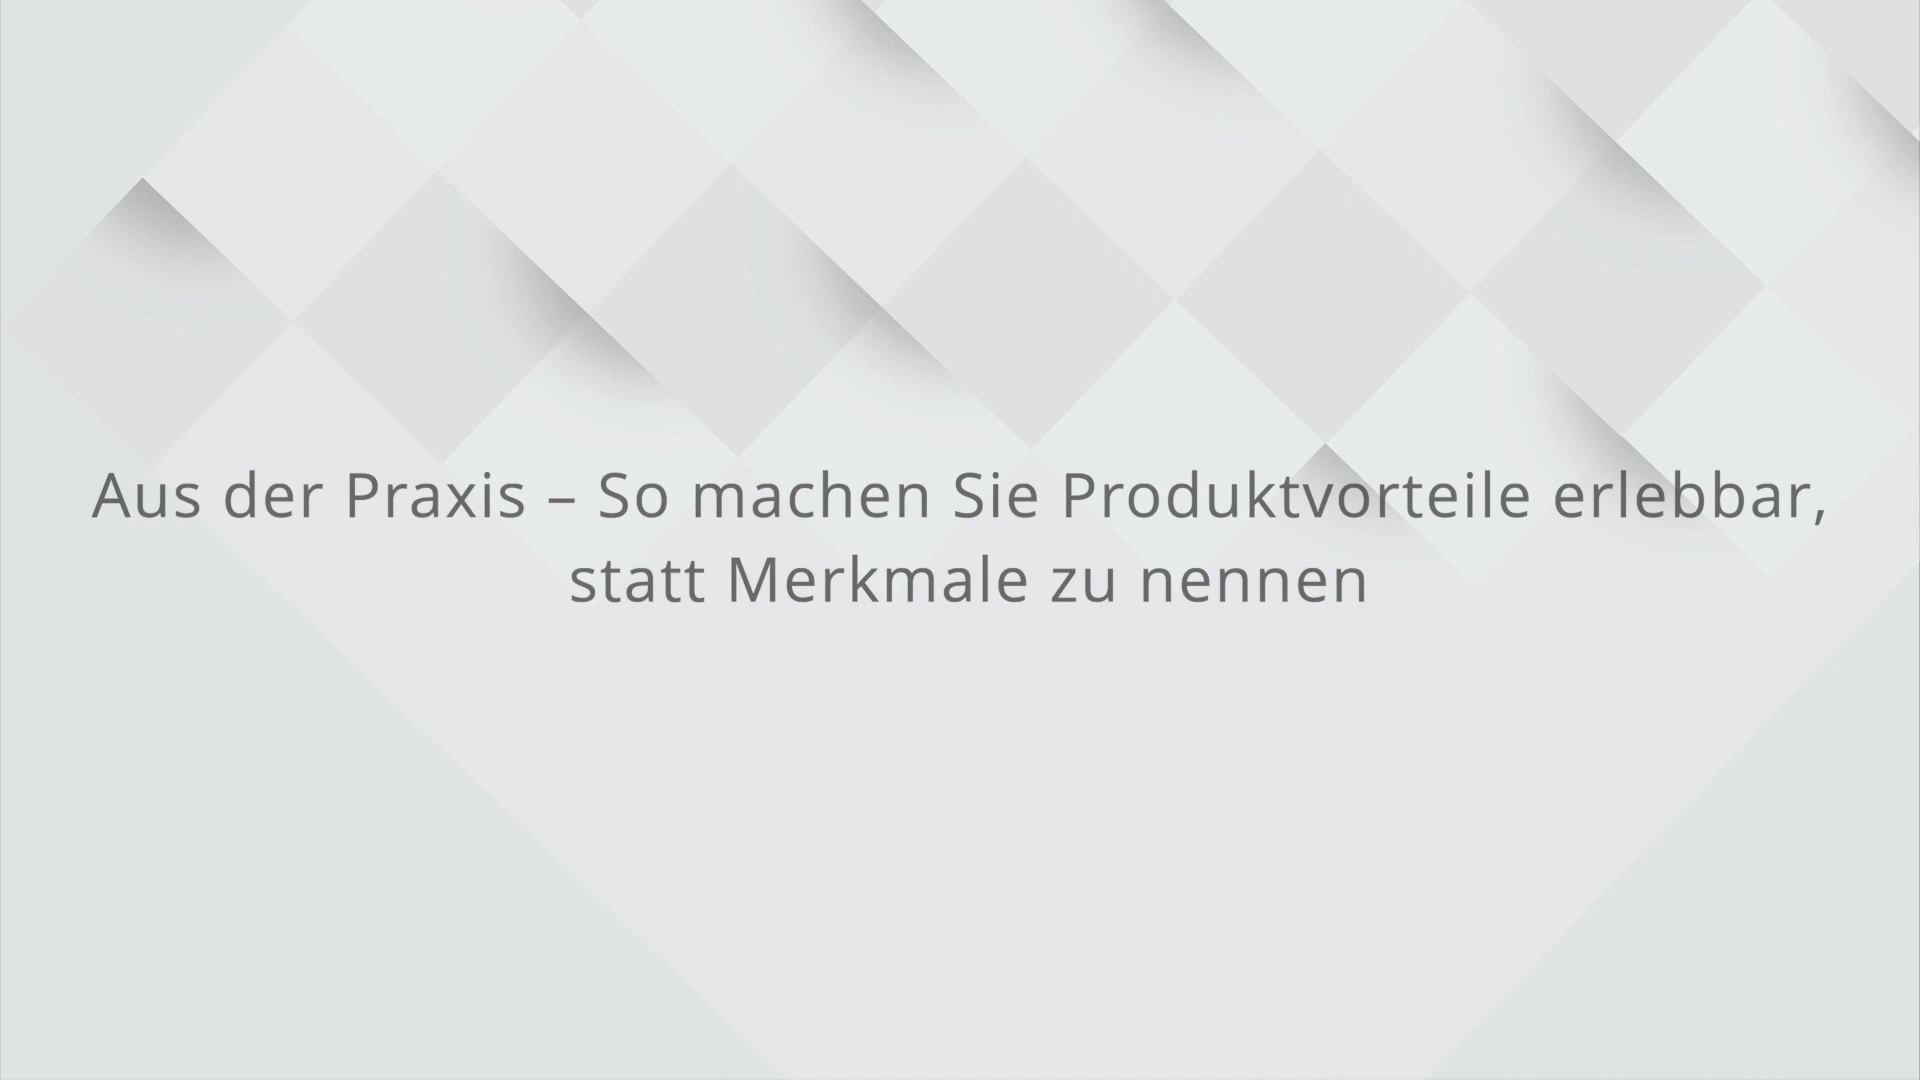 Aus der Praxis – So machen Sie Produktvorteile erlebbar,
statt Merkmale zu nennen